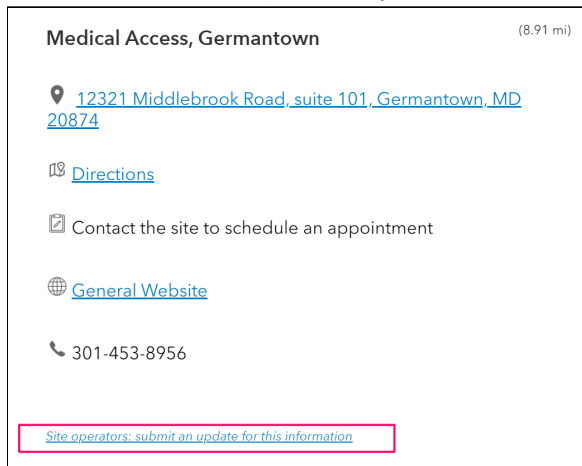 Medical Access, Germantown
(8.91 mi)
12321 Middlebrook Road, suite 101, Germantown, MD
20874
Directions
Contact the site to schedule an appointment
General Website
301-453-8956
Site operators: submit an update for this information